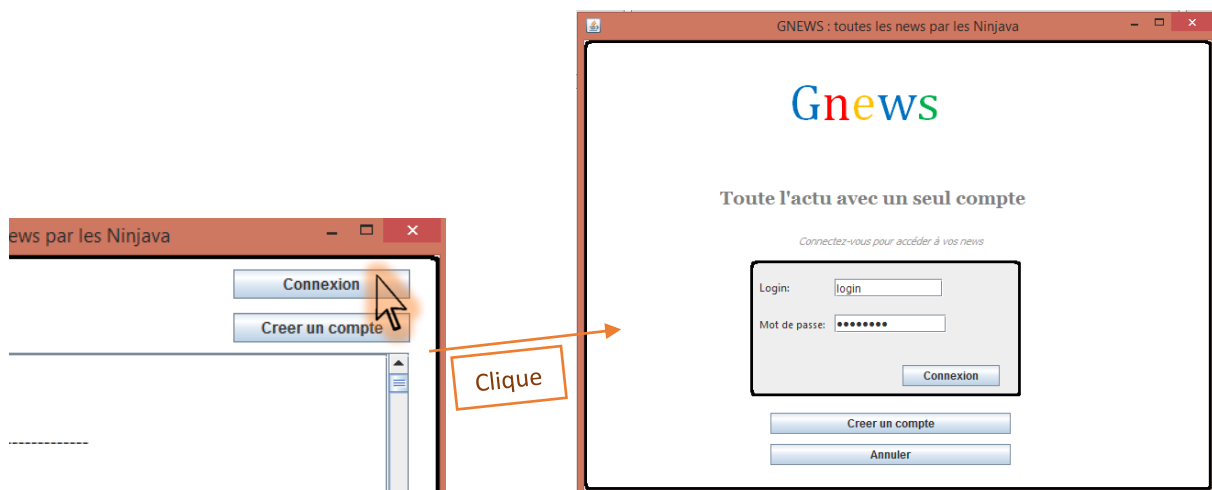 ews par les Ninjava
Connexion
Creer un compte
-------------
Clique
GNEWS : toutes les news par les Ninjava
Gnews
Toute l'actu avec un seul compte
Connectez-vous pour accéder à vos news
Login: login
Mot de passe: ●●●●●●●●
Connexion
Creer un compte
Annuler